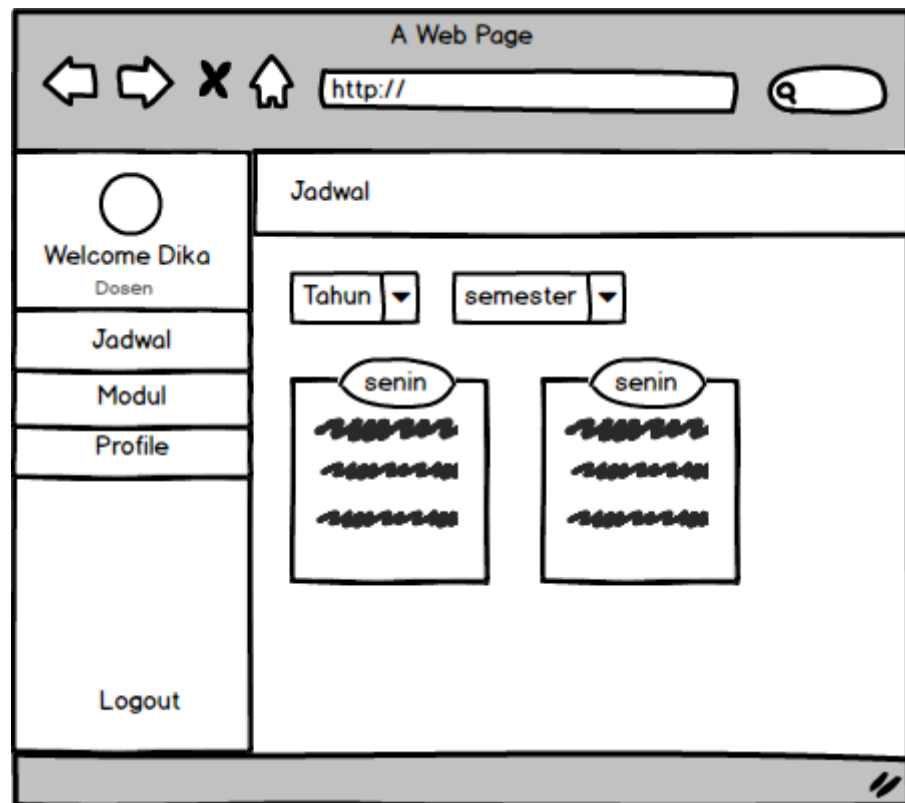 A Web Page
http://
Welcome Dika
Dosen
Jadwal
Modul
Profile
Logout
Jadwal
Tahun
semester
senin
senin